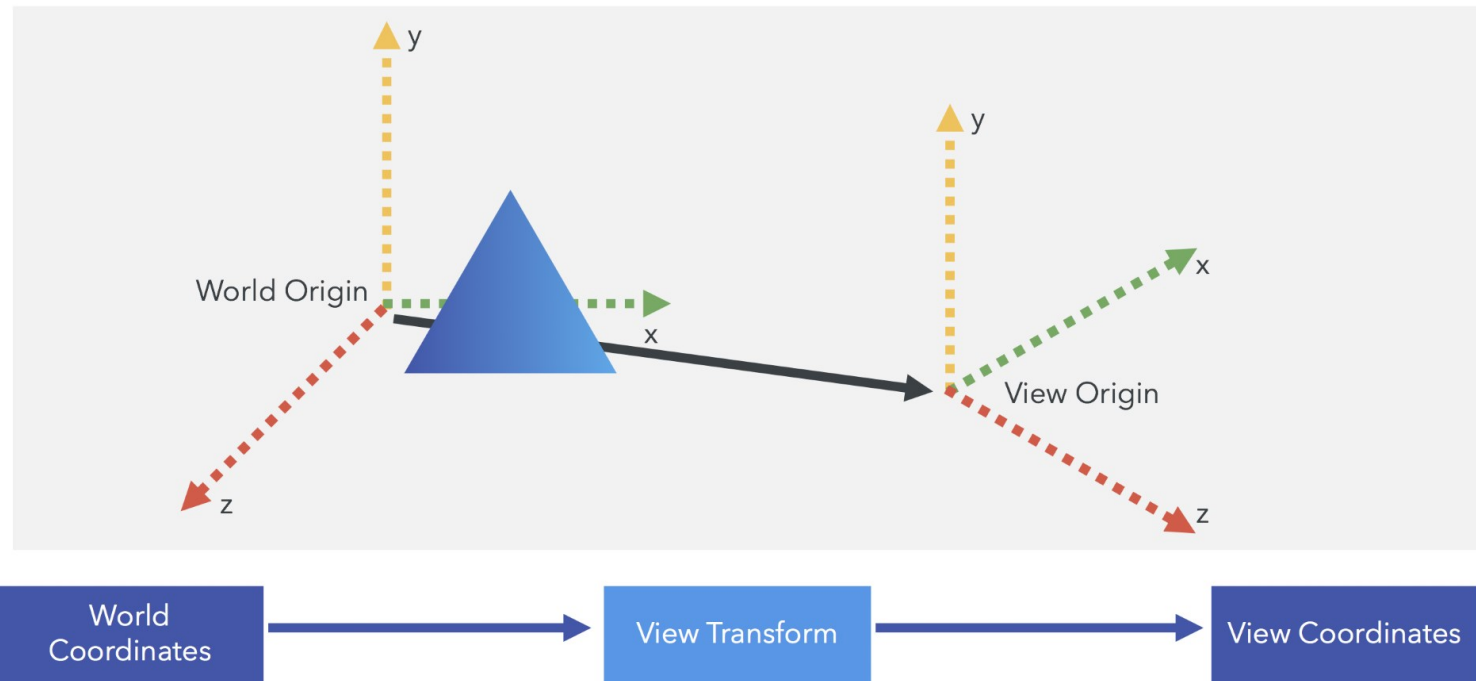 y
y
World Origin
x
x
View Origin
z
z
World
Coordinates
View Transform
View Coordinates